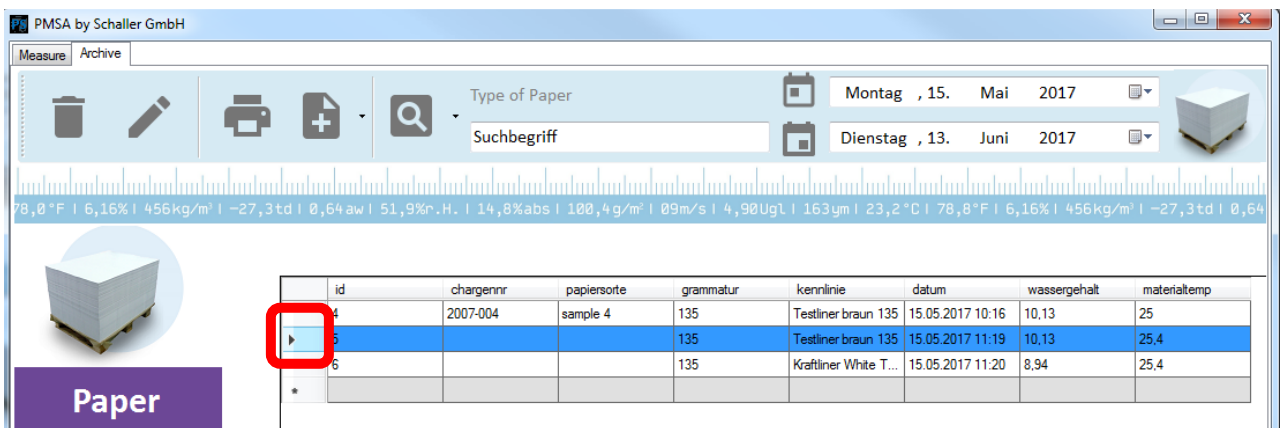 PMSA by Schaller GmbH
Measure Archive
Type of Paper
Montag , 15. Mai 2017
Suchbegriff
Dienstag , 13. Juni 2017
78,0°F | 6,16% | 456kg/m³ | -27,3td | 0,64aw | 51,9%r.H. | 14,8%abs | 100,4g/m² | 09m/s | 4,90Ugl | 163ym | 23,2°C | 78,8°F | 6,16% | 456kg/m³ | -27,3td | 0,64
id chargennr papiersorte grammatur kennlinie datum wassergehalt materialtemp
4 2007-004 sample 4 135 Testliner braun 135 15.05.2017 10:16 10,13 25
5 135 Testliner braun 135 15.05.2017 11:19 10,13 25,4
6 135 Kraftliner White T... 15.05.2017 11:20 8,94 25,4
*
Paper